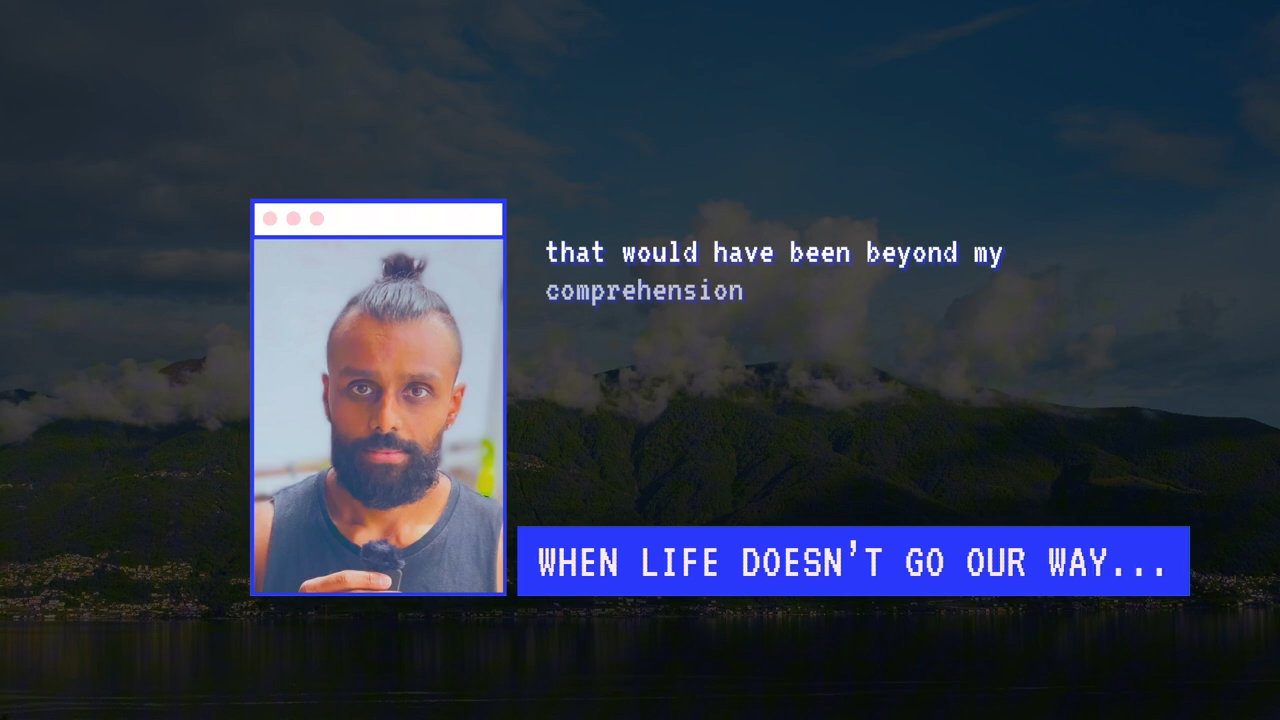 that would have been beyond my
comprehension
WHEN LIFE DOESN'T GO OUR WAY...